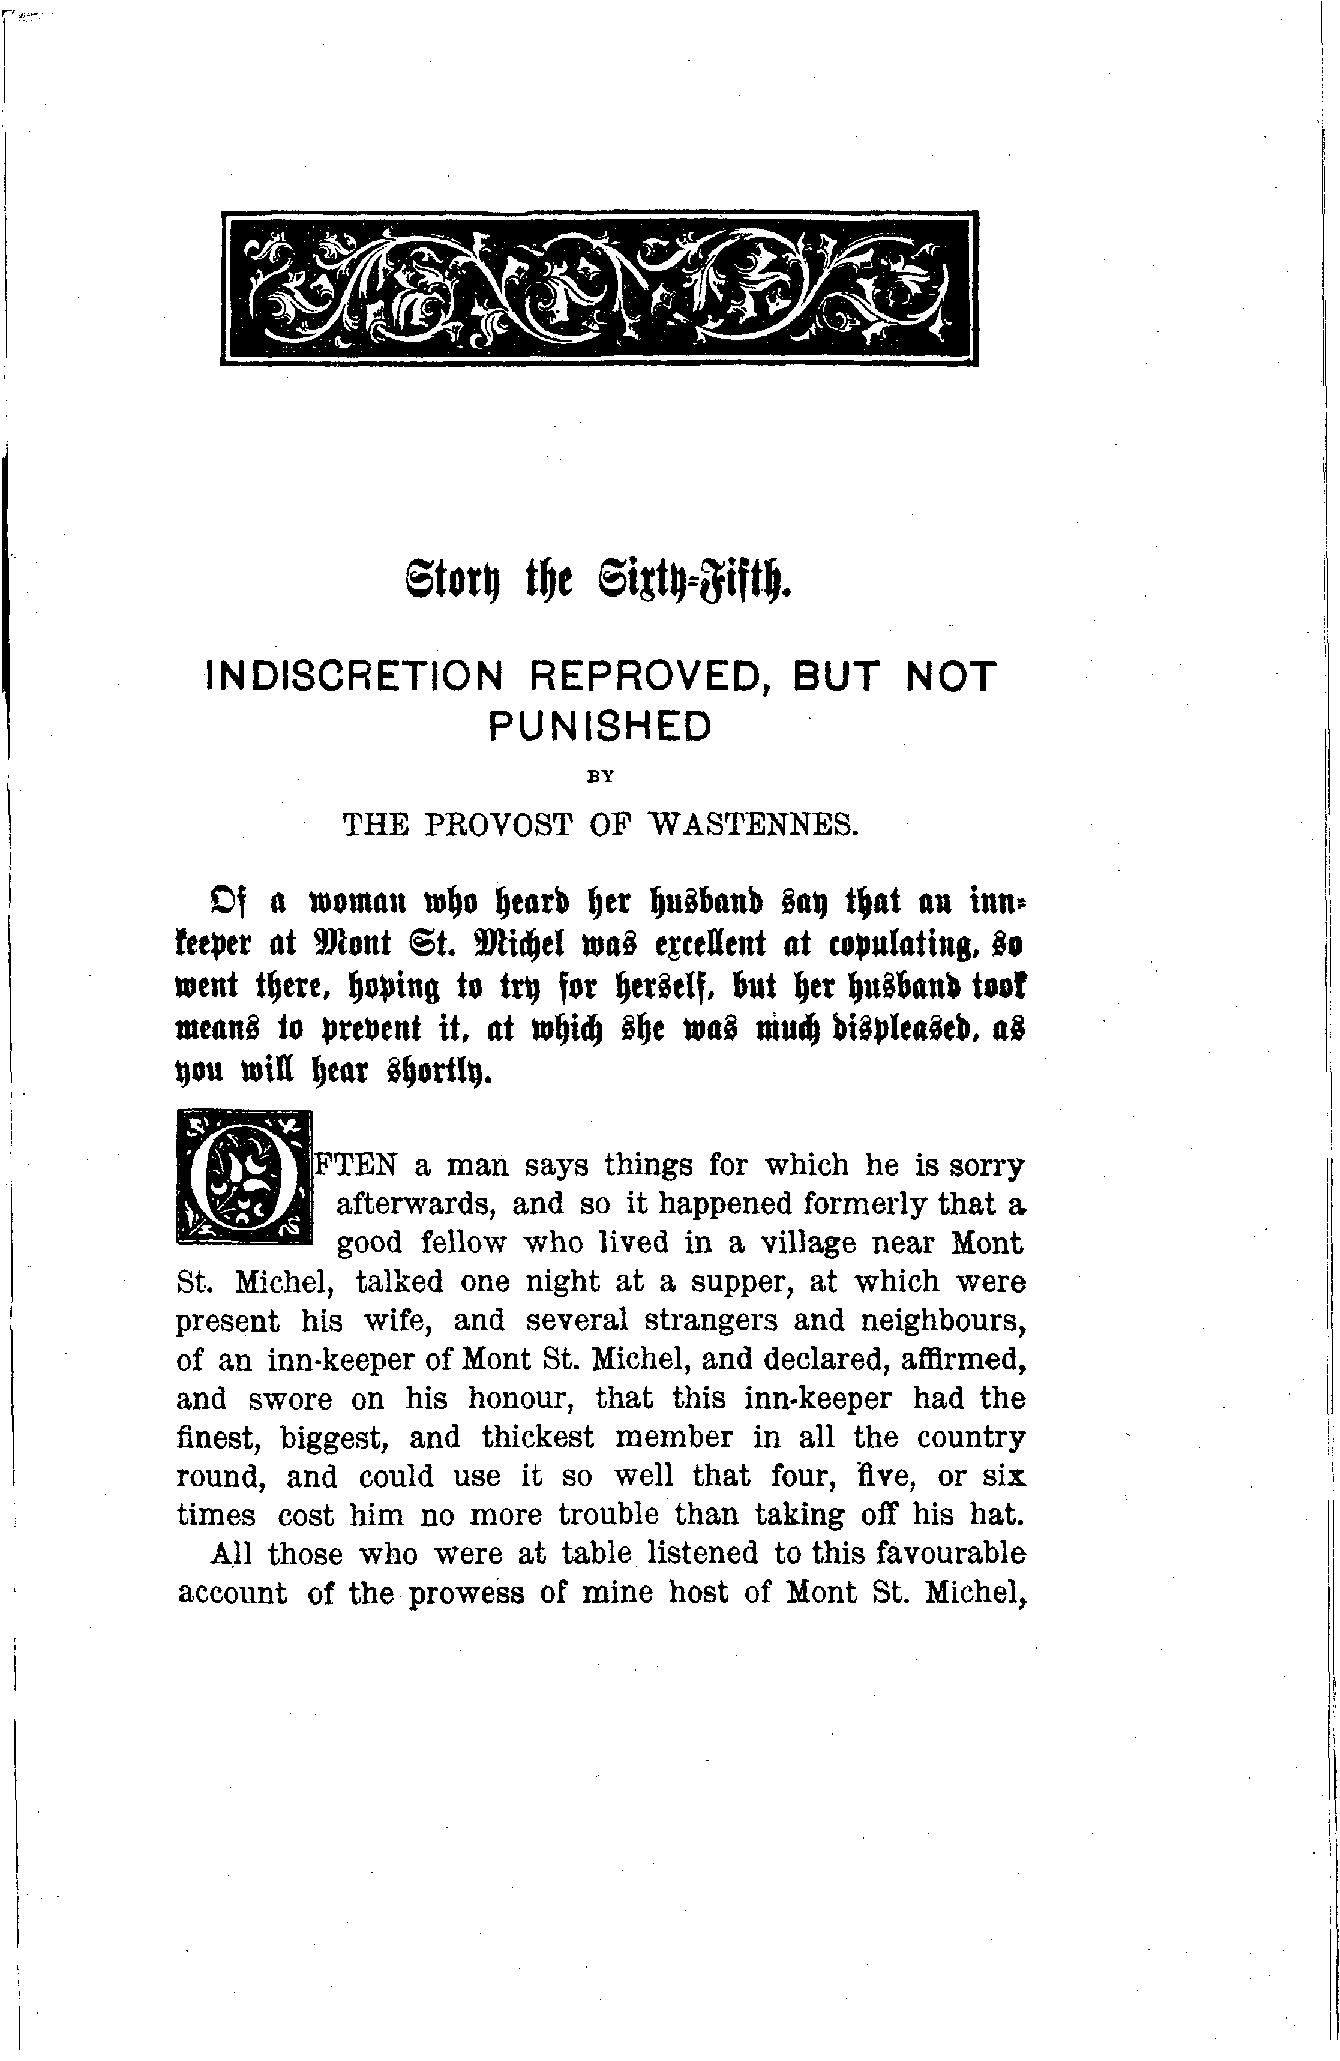 Story the Sixty-Fifth.
INDISCRETION REPROVED, BUT NOT
PUNISHED
BY
THE PROVOST OF WASTENNES.
Of a woman who heard her husband say that an inn-
keeper at Mont St. Michel was excellent at copulating, so
went there, hoping to try for herself, but her husband took
means to prevent it, at which she was much displeased, as
you will hear shortly.
OFTEN a man says things for which he is sorry
afterwards, and so it happened formerly that a
good fellow who lived in a village near Mont
St. Michel, talked one night at a supper, at which were
present his wife, and several strangers and neighbours,
of an inn-keeper of Mont St. Michel, and declared, affirmed,
and swore on his honour, that this inn-keeper had the
finest, biggest, and thickest member in all the country
round, and could use it so well that four, five, or six
times cost him no more trouble than taking off his hat.
All those who were at table listened to this favourable
account of the prowess of mine host of Mont St. Michel,